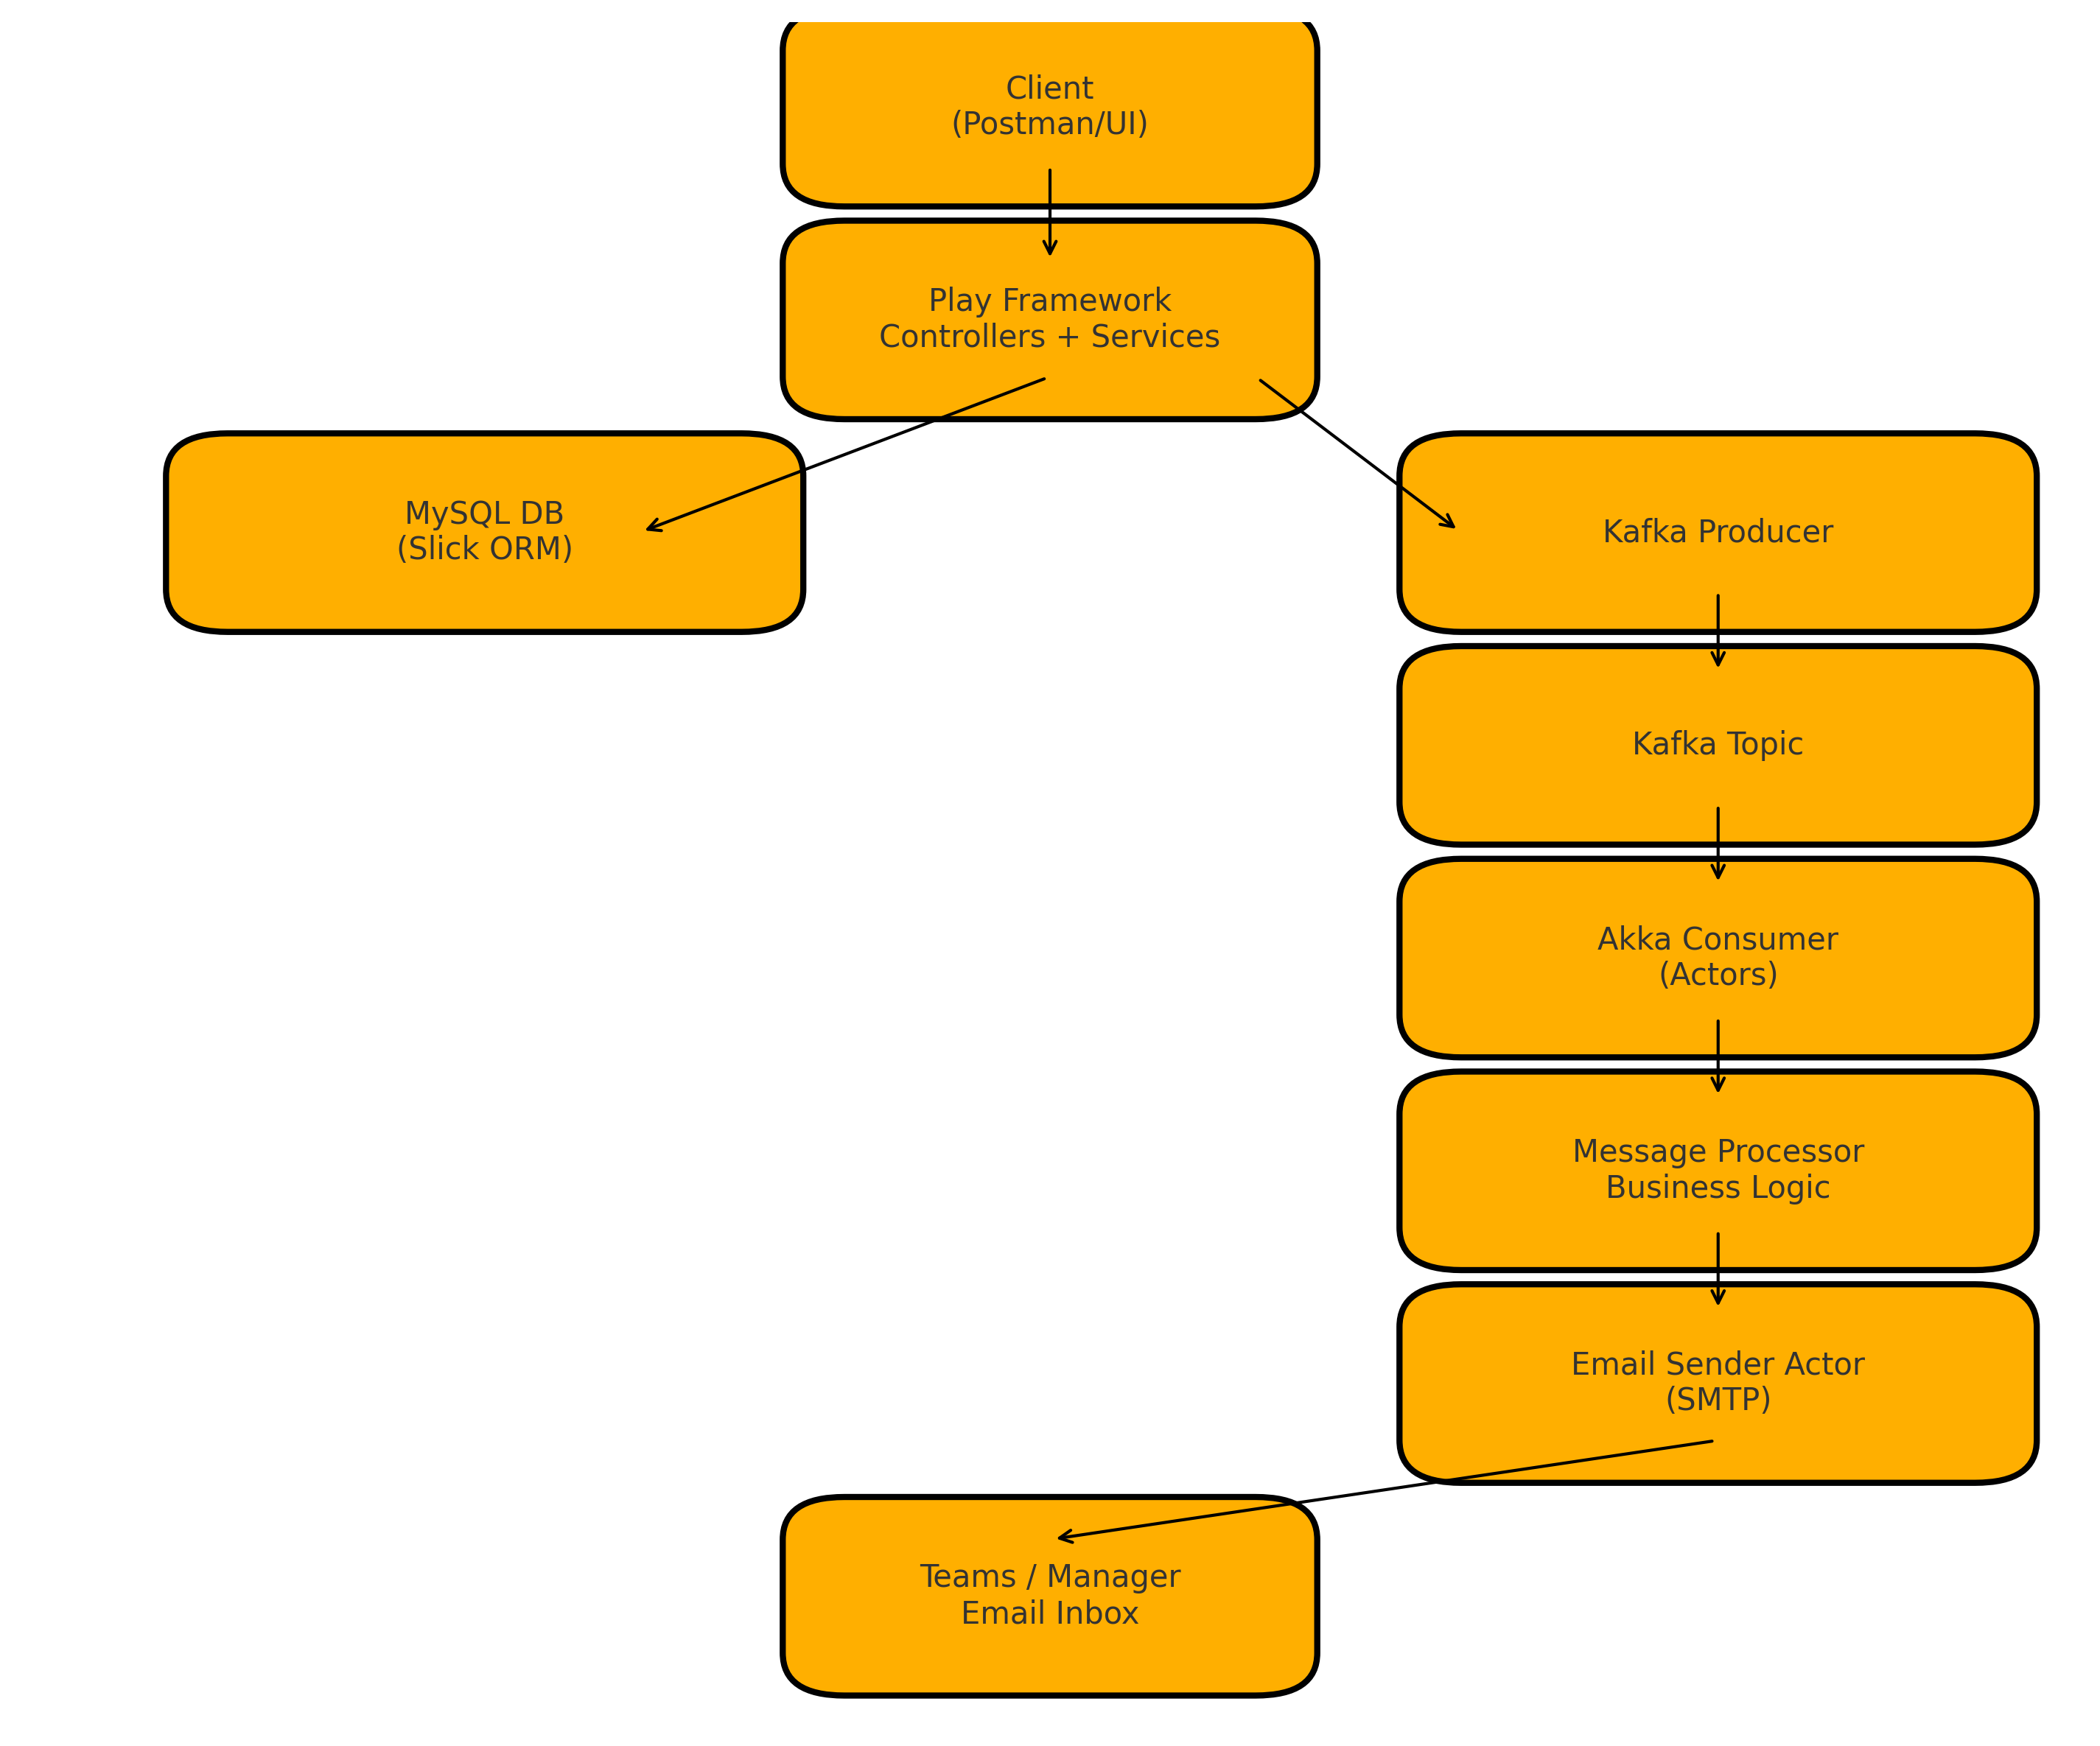 Client
(Postman/UI)
Play Framework
Controllers + Services
MySQL DB
(Slick ORM)
Kafka Producer
Kafka Topic
Akka Consumer
(Actors)
Message Processor
Business Logic
Email Sender Actor
(SMTP)
Teams / Manager
Email Inbox